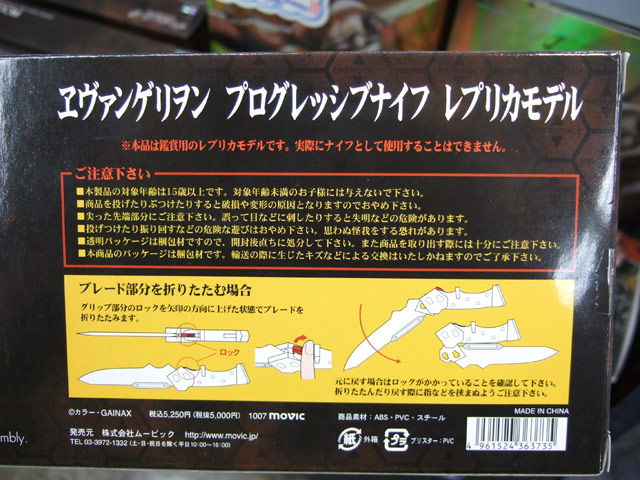 ヱヴァンゲリヲン プログレッシブナイフ レプリカモデル
※本品は鑑賞用のレプリカモデルです。実際にナイフとして使用することはできません。
ご注意下さい
■本製品の対象年齢は15歳以上です。対象年齢未満のお子様には与えないで下さい。
■商品を投げたりぶつけたりすると破損や変形の原因となりますのでおやめ下さい。
■尖った先端部分にご注意下さい。誤って目などに刺したりすると失明などの危険があります。
■投げつけたり振り回すなどの危険な遊びはおやめ下さい。思わぬ怪我をする恐れがあります。
■透明パッケージは梱包材ですので、開封後直ちに処分して下さい。また商品を取り出す際には十分にご注意下さい。
■本商品のパッケージは梱包材です。輸送の際に生じたキズなどによる交換はいたしかねますのでご了承下さい。
ブレード部分を折りたたむ場合
グリップ部分のロックを矢印の方向に上げた状態でブレードを
折りたたみます。
ロック
元に戻す場合はロックがかかっていることを確認して下さい。
折りたたんだり戻す際に指などを挟まぬようご注意下さい。
©カラー・GAINAX 税込5,250円(税抜5,000円) 1007 movic
商品素材:ABS・PVC・スチール
MADE IN CHINA
発売元 株式会社ムービック http://www.movic.jp/
TEL 03-3972-1332 (土・日・祝日を除く平日10:00〜16:00)
紙 外箱
プラ ブリスター:PVC
4 961524 363735
mbly.